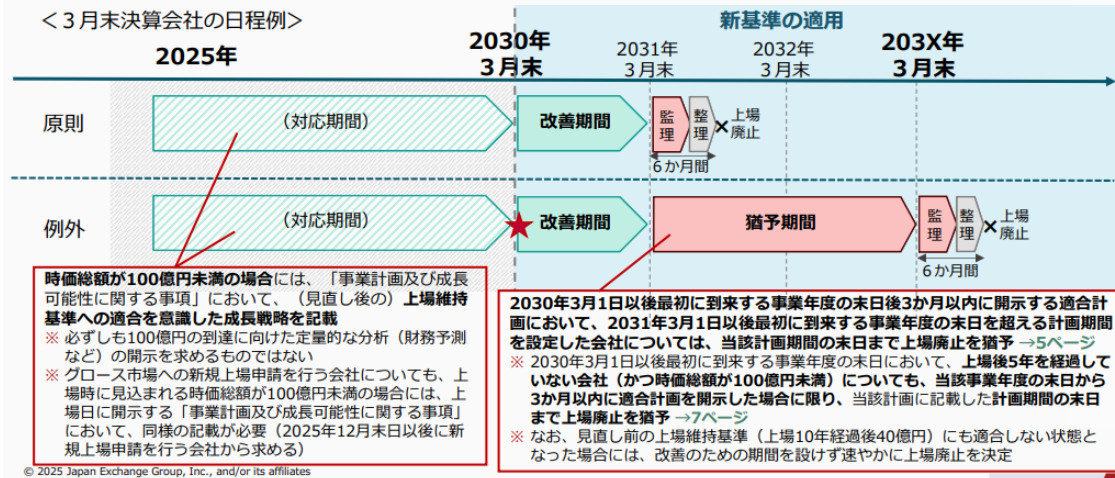 ＜３月末決算会社の日程例＞
新基準の適用
2025年
2030年
３月末
2031年
３月末
2032年
３月末
203X年
３月末
原則
（対応期間）
改善期間
監理
整理
×上場廃止
６か月間
例外
（対応期間）
★
改善期間
猶予期間
監理
整理
×上場廃止
６か月間
時価総額が100億円未満の場合には、「事業計画及び成長
可能性に関する事項」において、（見直し後の）上場維持
基準への適合を意識した成長戦略を記載
※ 必ずしも100億円の到達に向けた定量的な分析（財務予測
など）の開示を求めるものではない
※ グロース市場への新規上場申請を行う会社についても、上
場時に見込まれる時価総額が100億円未満の場合には、上
場日に開示する「事業計画及び成長可能性に関する事項」
において、同様の記載が必要（2025年12月末日以後に新
規上場申請を行う会社から求める）
2030年3月1日以後最初に到来する事業年度の末日後3か月以内に開示する適合計
画において、2031年3月1日以後最初に到来する事業年度の末日を超える計画期間
を設定した会社については、当該計画期間の末日まで上場廃止を猶予 →5ページ
※ 2030年3月1日以後最初に到来する事業年度の末日において、上場後5年を経過して
いない会社（かつ時価総額が100億円未満）についても、当該事業年度の末日から
3か月以内に適合計画を開示した場合に限り、当該計画に記載した計画期間の末日
まで上場廃止を猶予 →7ページ
※ なお、見直し前の上場維持基準（上場10年経過後40億円）にも適合しない状態と
なった場合には、改善のための期間を設けず速やかに上場廃止を決定
© 2025 Japan Exchange Group, Inc., and/or its affiliates